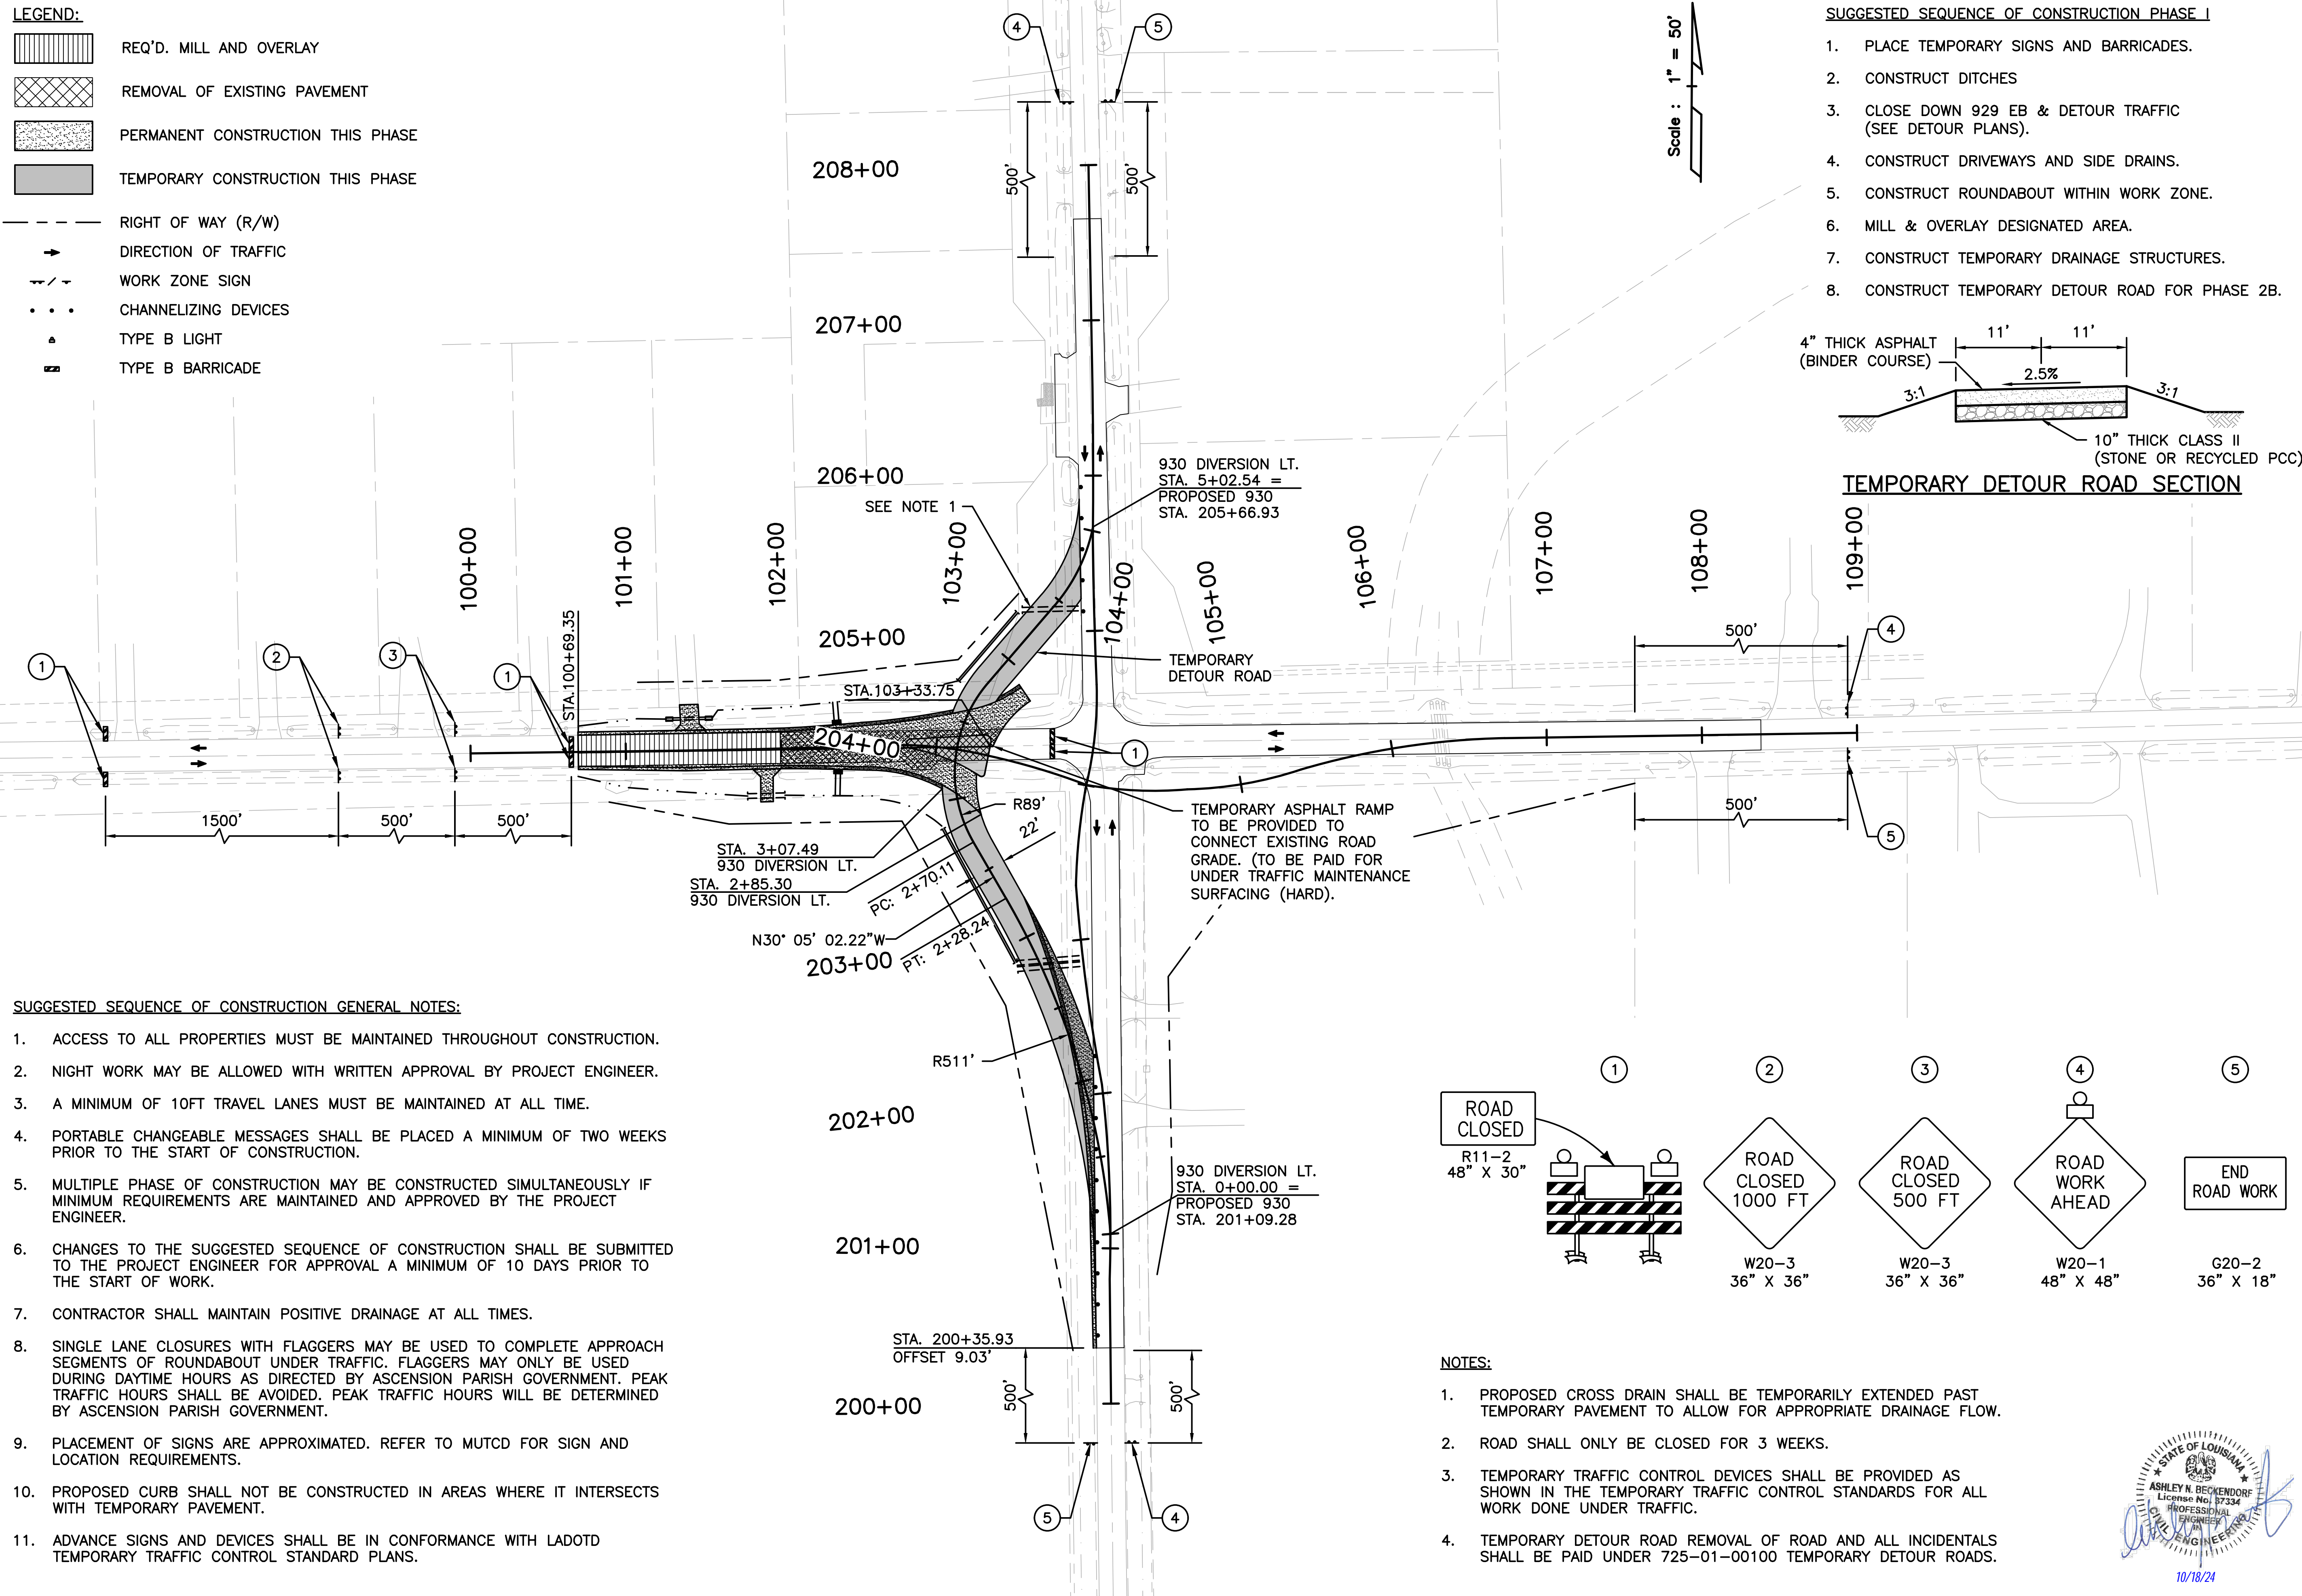 LEGEND:
REQ'D. MILL AND OVERLAY
REMOVAL OF EXISTING PAVEMENT
PERMANENT CONSTRUCTION THIS PHASE
TEMPORARY CONSTRUCTION THIS PHASE
RIGHT OF WAY (R/W)
DIRECTION OF TRAFFIC
WORK ZONE SIGN
CHANNELIZING DEVICES
TYPE B LIGHT
TYPE B BARRICADE
4
5
500'
500'
208+00
207+00
206+00
205+00
204+00
203+00
202+00
201+00
200+00
Scale : 1" = 50'
SUGGESTED SEQUENCE OF CONSTRUCTION PHASE I
1. PLACE TEMPORARY SIGNS AND BARRICADES.
2. CONSTRUCT DITCHES
3. CLOSE DOWN 929 EB & DETOUR TRAFFIC
(SEE DETOUR PLANS).
4. CONSTRUCT DRIVEWAYS AND SIDE DRAINS.
5. CONSTRUCT ROUNDABOUT WITHIN WORK ZONE.
6. MILL & OVERLAY DESIGNATED AREA.
7. CONSTRUCT TEMPORARY DRAINAGE STRUCTURES.
8. CONSTRUCT TEMPORARY DETOUR ROAD FOR PHASE 2B.
11'
11'
4" THICK ASPHALT
(BINDER COURSE)
2.5%
3:1
3:1
10" THICK CLASS II
(STONE OR RECYCLED PCC)
TEMPORARY DETOUR ROAD SECTION
930 DIVERSION LT.
STA. 5+02.54 =
PROPOSED 930
STA. 205+66.93
SEE NOTE 1
100+00
101+00
102+00
103+00
104+00
105+00
106+00
107+00
108+00
109+00
1
2
3
1
STA.100+69.35
STA.103+33.75
TEMPORARY
DETOUR ROAD
500'
4
1
500'
5
1500'
500'
500'
R89'
22'
TEMPORARY ASPHALT RAMP
TO BE PROVIDED TO
CONNECT EXISTING ROAD
GRADE. (TO BE PAID FOR
UNDER TRAFFIC MAINTENANCE
SURFACING (HARD).
STA. 3+07.49
930 DIVERSION LT.
STA. 2+85.30
930 DIVERSION LT.
PC: 2+70.11
N30° 05' 02.22"W
PT: 2+28.24
R511'
930 DIVERSION LT.
STA. 0+00.00 =
PROPOSED 930
STA. 201+09.28
STA. 200+35.93
OFFSET 9.03'
500'
500'
5
4
SUGGESTED SEQUENCE OF CONSTRUCTION GENERAL NOTES:
1. ACCESS TO ALL PROPERTIES MUST BE MAINTAINED THROUGHOUT CONSTRUCTION.
2. NIGHT WORK MAY BE ALLOWED WITH WRITTEN APPROVAL BY PROJECT ENGINEER.
3. A MINIMUM OF 10FT TRAVEL LANES MUST BE MAINTAINED AT ALL TIME.
4. PORTABLE CHANGEABLE MESSAGES SHALL BE PLACED A MINIMUM OF TWO WEEKS
PRIOR TO THE START OF CONSTRUCTION.
5. MULTIPLE PHASE OF CONSTRUCTION MAY BE CONSTRUCTED SIMULTANEOUSLY IF
MINIMUM REQUIREMENTS ARE MAINTAINED AND APPROVED BY THE PROJECT
ENGINEER.
6. CHANGES TO THE SUGGESTED SEQUENCE OF CONSTRUCTION SHALL BE SUBMITTED
TO THE PROJECT ENGINEER FOR APPROVAL A MINIMUM OF 10 DAYS PRIOR TO
THE START OF WORK.
7. CONTRACTOR SHALL MAINTAIN POSITIVE DRAINAGE AT ALL TIMES.
8. SINGLE LANE CLOSURES WITH FLAGGERS MAY BE USED TO COMPLETE APPROACH
SEGMENTS OF ROUNDABOUT UNDER TRAFFIC. FLAGGERS MAY ONLY BE USED
DURING DAYTIME HOURS AS DIRECTED BY ASCENSION PARISH GOVERNMENT. PEAK
TRAFFIC HOURS SHALL BE AVOIDED. PEAK TRAFFIC HOURS WILL BE DETERMINED
BY ASCENSION PARISH GOVERNMENT.
9. PLACEMENT OF SIGNS ARE APPROXIMATED. REFER TO MUTCD FOR SIGN AND
LOCATION REQUIREMENTS.
10. PROPOSED CURB SHALL NOT BE CONSTRUCTED IN AREAS WHERE IT INTERSECTS
WITH TEMPORARY PAVEMENT.
11. ADVANCE SIGNS AND DEVICES SHALL BE IN CONFORMANCE WITH LADOTD
TEMPORARY TRAFFIC CONTROL STANDARD PLANS.
1
ROAD
CLOSED
R11-2
48" X 30"
2
ROAD
CLOSED
1000 FT
W20-3
36" X 36"
3
ROAD
CLOSED
500 FT
W20-3
36" X 36"
4
ROAD
WORK
AHEAD
W20-1
48" X 48"
5
END
ROAD WORK
G20-2
36" X 18"
NOTES:
1. PROPOSED CROSS DRAIN SHALL BE TEMPORARILY EXTENDED PAST
TEMPORARY PAVEMENT TO ALLOW FOR APPROPRIATE DRAINAGE FLOW.
2. ROAD SHALL ONLY BE CLOSED FOR 3 WEEKS.
3. TEMPORARY TRAFFIC CONTROL DEVICES SHALL BE PROVIDED AS
SHOWN IN THE TEMPORARY TRAFFIC CONTROL STANDARDS FOR ALL
WORK DONE UNDER TRAFFIC.
4. TEMPORARY DETOUR ROAD REMOVAL OF ROAD AND ALL INCIDENTALS
SHALL BE PAID UNDER 725-01-00100 TEMPORARY DETOUR ROADS.
STATE OF LOUISIANA
ASHLEY N. BECKENDORF
License No. 37334
PROFESSIONAL
ENGINEER
IN
CIVIL ENGINEERING
10/18/24